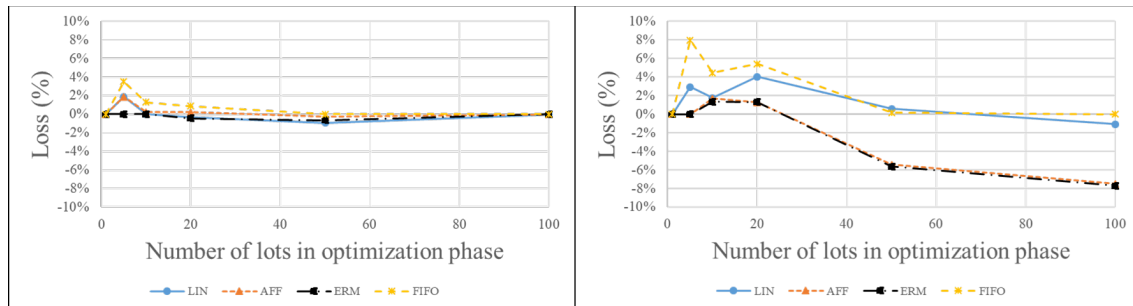 10%
8%
6%
4%
2%
0%
-2%
-4%
-6%
-8%
-10%
Loss (%)
0 20 40 60 80 100
Number of lots in optimization phase
LIN AFF ERM FIFO
10%
8%
6%
4%
2%
0%
-2%
-4%
-6%
-8%
-10%
Loss (%)
0 20 40 60 80 100
Number of lots in optimization phase
LIN AFF ERM FIFO